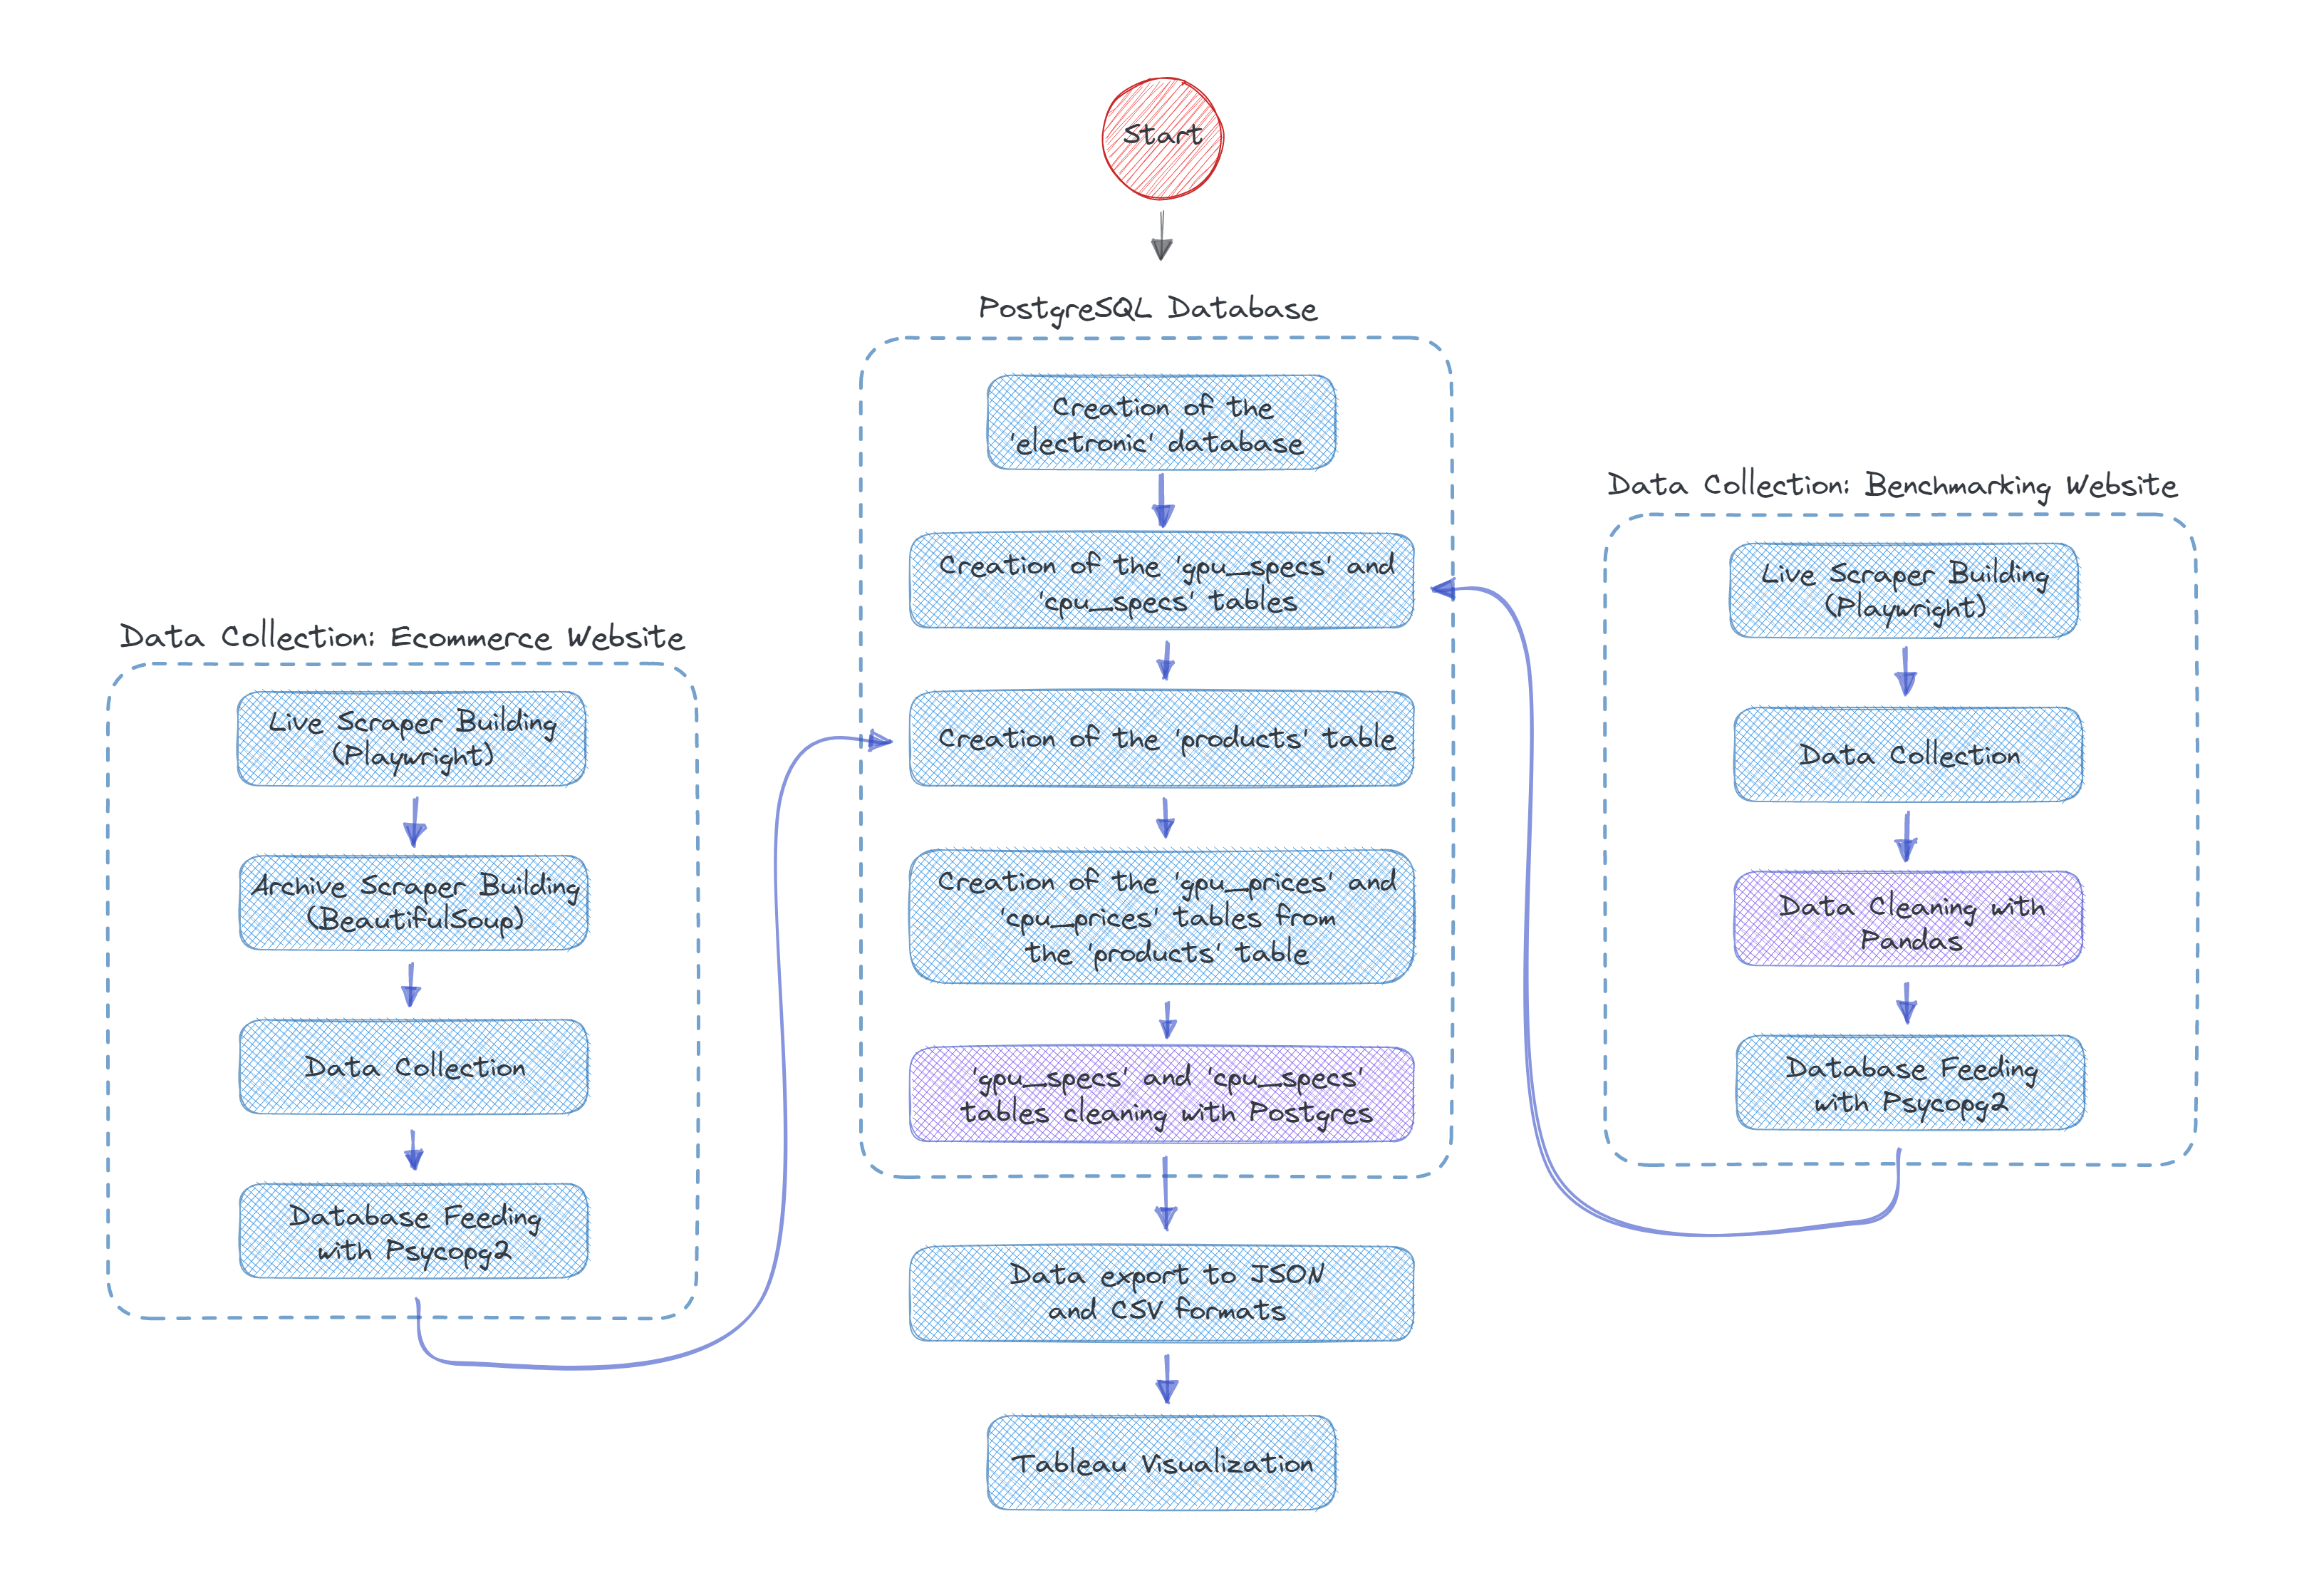 Start
PostgreSQL Database
Creation of the
'electronic' database
Creation of the 'gpu_specs' and
'cpu_specs' tables
Creation of the 'products' table
Creation of the 'gpu_prices' and
'cpu_prices' tables from
the 'products' table
'gpu_specs' and 'cpu_specs'
tables cleaning with Postgres
Data export to JSON
and CSV formats
Tableau Visualization
Data Collection: Ecommerce Website
Live Scraper Building
(Playwright)
Archive Scraper Building
(BeautifulSoup)
Data Collection
Database Feeding
with Psycopg2
Data Collection: Benchmarking Website
Live Scraper Building
(Playwright)
Data Collection
Data Cleaning with
Pandas
Database Feeding
with Psycopg2